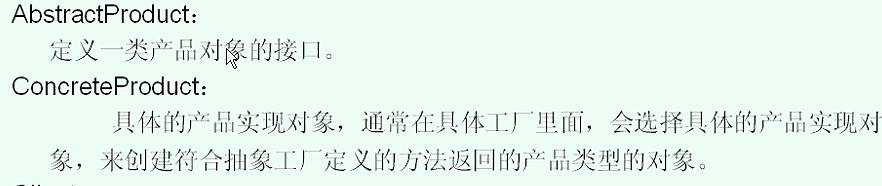 AbstractProduct：
定义一类产品对象的接口。
ConcreteProduct：
具体的产品实现对象，通常在具体工厂里面，会选择具体的产品实现对
象，来创建符合抽象工厂定义的方法返回的产品类型的对象。